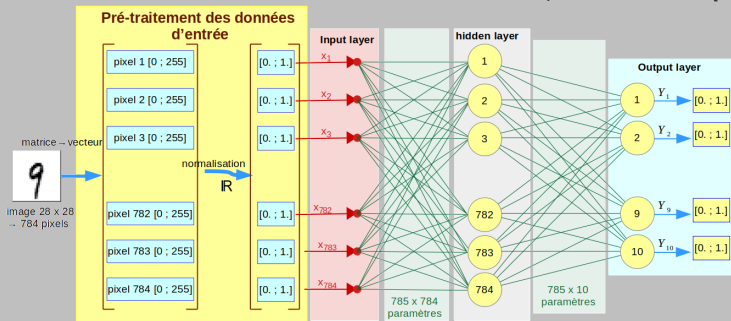 Pré-traitement des données
d'entrée
pixel 1 [0 ; 255]
pixel 2 [0 ; 255]
pixel 3 [0 ; 255]
pixel 782 [0 ; 255]
pixel 783 [0 ; 255]
pixel 784 [0 ; 255]
matrice → vecteur
9
image 28 x 28
→ 784 pixels
normalisation
ℝ
[0. ; 1.]
[0. ; 1.]
[0. ; 1.]
[0. ; 1.]
[0. ; 1.]
[0. ; 1.]
Input layer
x1
x2
x3
x782
x783
x784
785 x 784
paramètres
hidden layer
1
2
3
782
783
784
785 x 10
paramètres
Output layer
1
2
9
10
Y1
Y2
Y9
Y10
[0. ; 1.]
[0. ; 1.]
[0. ; 1.]
[0. ; 1.]